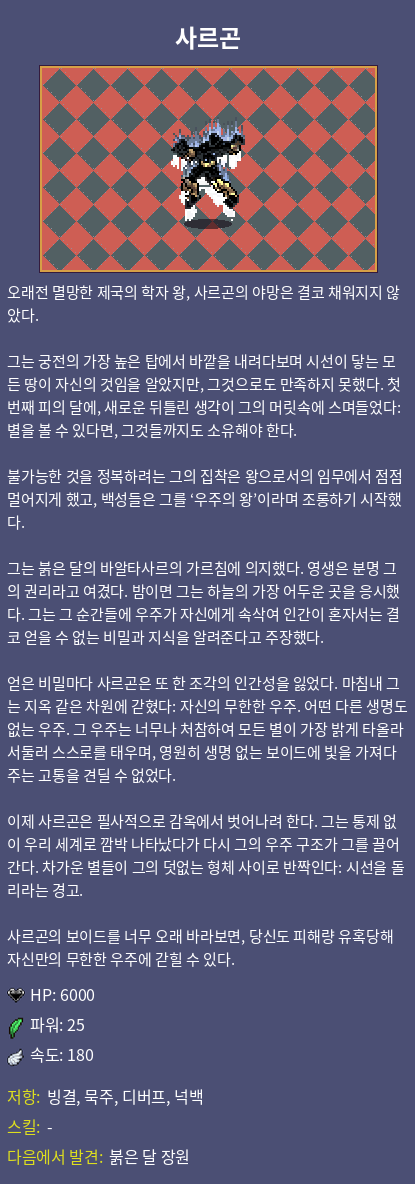 사르곤
오래전 멸망한 제국의 학자 왕, 사르곤의 야망은 결코 채워지지 않
았다.
그는 궁전의 가장 높은 탑에서 바깥을 내려다보며 시선이 닿는 모
든 땅이 자신의 것임을 알았지만, 그것으로도 만족하지 못했다. 첫
번째 피의 달에, 새로운 뒤틀린 생각이 그의 머릿속에 스며들었다:
별을 볼 수 있다면, 그것들까지도 소유해야 한다.
불가능한 것을 정복하려는 그의 집착은 왕으로서의 임무에서 점점
멀어지게 했고, 백성들은 그를 ‘우주의 왕’이라며 조롱하기 시작했
다.
그는 붉은 달의 바알타사르의 가르침에 의지했다. 영생은 분명 그
의 권리라고 여겼다. 밤이면 그는 하늘의 가장 어두운 곳을 응시했
다. 그는 그 순간들에 우주가 자신에게 속삭여 인간이 혼자서는 결
코 얻을 수 없는 비밀과 지식을 알려준다고 주장했다.
얻은 비밀마다 사르곤은 또 한 조각의 인간성을 잃었다. 마침내 그
는 지옥 같은 차원에 갇혔다: 자신의 무한한 우주. 어떤 다른 생명도
없는 우주. 그 우주는 너무나 처참하여 모든 별이 가장 밝게 타올라
서둘러 스스로를 태우며, 영원히 생명 없는 보이드에 빛을 가져다
주는 고통을 견딜 수 없었다.
이제 사르곤은 필사적으로 감옥에서 벗어나려 한다. 그는 통제 없
이 우리 세계로 깜박 나타났다가 다시 그의 우주 구조가 그를 끌어
간다. 차가운 별들이 그의 덧없는 형체 사이로 반짝인다: 시선을 돌
리라는 경고.
사르곤의 보이드를 너무 오래 바라보면, 당신도 피해량 유혹당해
자신만의 무한한 우주에 갇힐 수 있다.
HP: 6000
파워: 25
속도: 180
저항: 빙결, 묵주, 디버프, 넉백
스킬: -
다음에서 발견: 붉은 달 장원